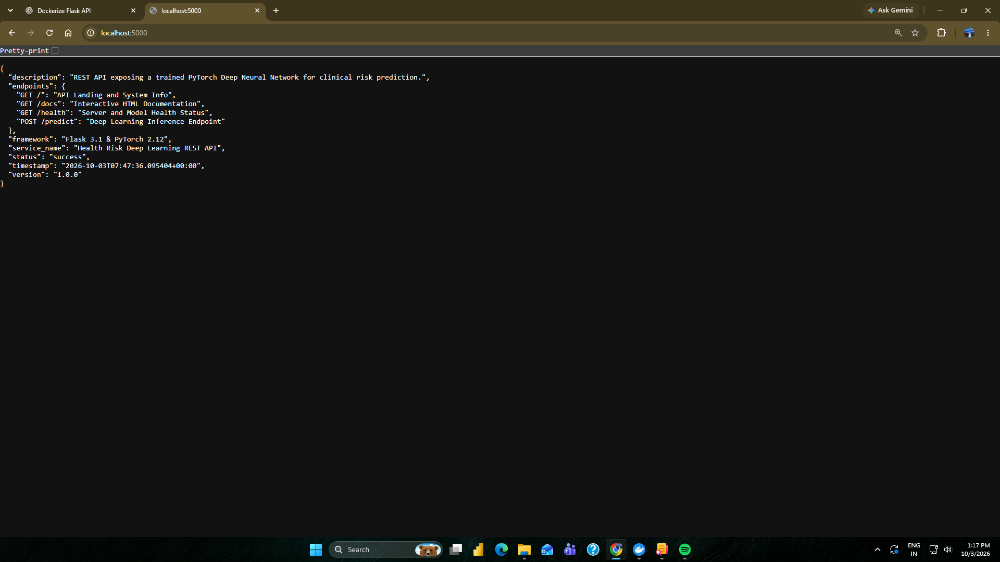 Dockerize Flask API
localhost:5000
Ask Gemini
localhost:5000
Pretty-print
{
  "description": "REST API exposing a trained PyTorch Deep Neural Network for clinical risk prediction.",
  "endpoints": {
    "GET /": "API Landing and System Info",
    "GET /docs": "Interactive HTML Documentation",
    "GET /health": "Server and Model Health Status",
    "POST /predict": "Deep Learning Inference Endpoint"
  },
  "framework": "Flask 3.1 & PyTorch 2.12",
  "service_name": "Health Risk Deep Learning REST API",
  "status": "success",
  "timestamp": "2026-10-03T07:47:36.095404+00:00",
  "version": "1.0.0"
}
Search
ENG
IN
1:17 PM
10/3/2026